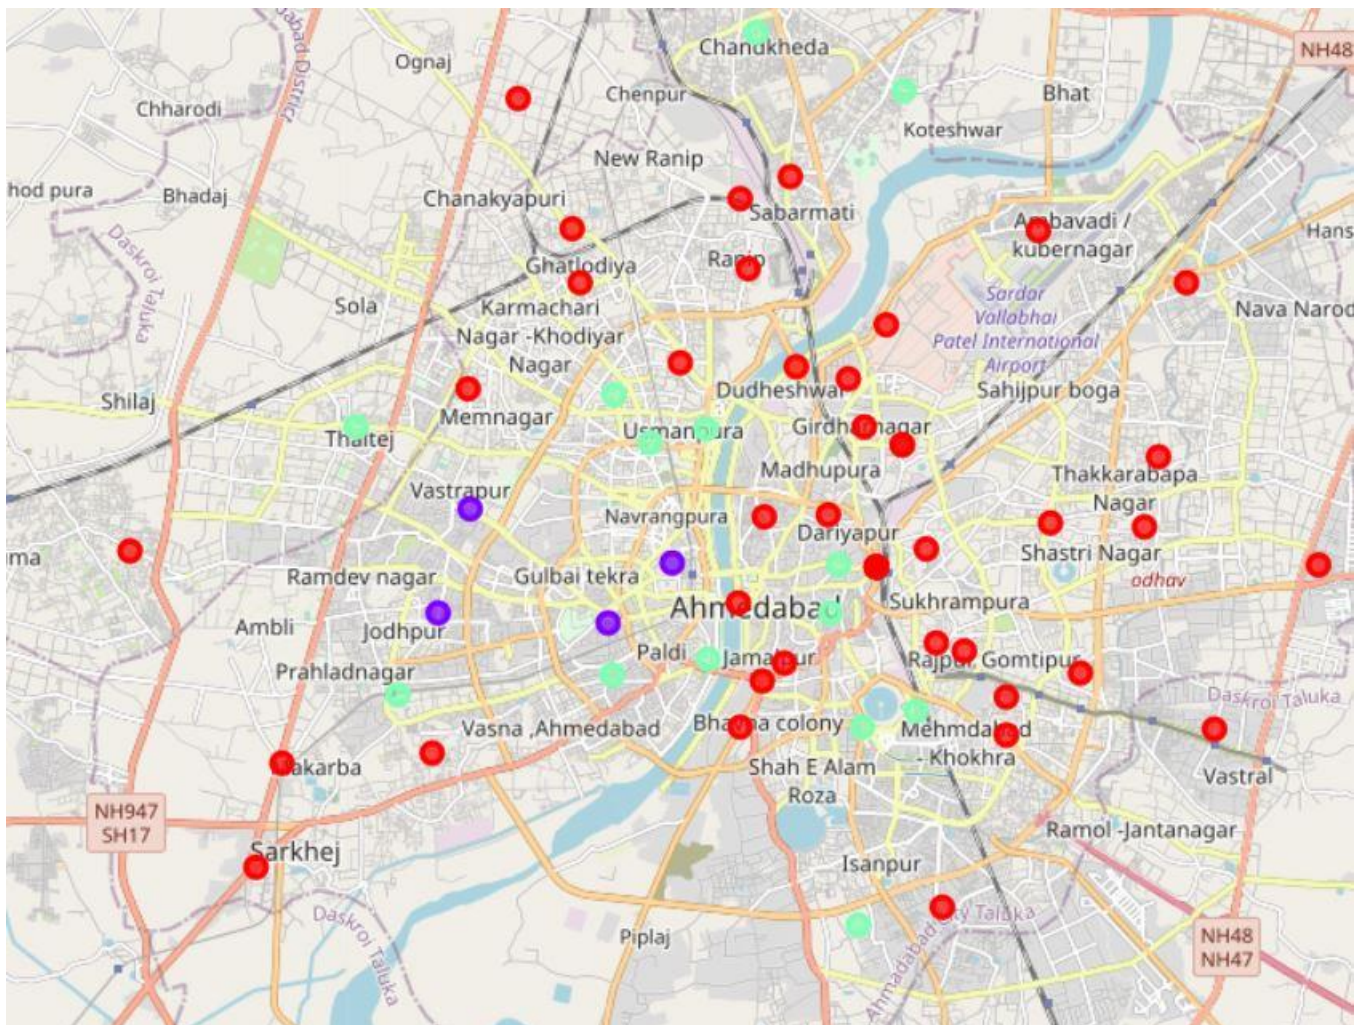 Chandkheda
NH48
Ognaj
Chenpur
Bhat
Chharodi
Koteshwar
New Ranip
hod pura
Bhadaj
Chanakyapuri
Sabarmati
Ambavadi /
kubernagar
Hans
Daskroi Taluka
Ghatlodiya
Ranip
Sola
Karmachari
Nagar -Khodiyar
Nagar
Sardar
Vallabhai
Patel International
Airport
Nava Narod
Shilaj
Memnagar
Dudheshwar
Sahijpur boga
Thaltej
Usmanpura
Girdharnagar
Madhupura
Thakkarabapa
Nagar
Vastrapur
Navrangpura
Dariyapur
Shastri Nagar
ma
Ramdev nagar
Gulbai tekra
odhav
Ahmedabad
Sukhrampura
Ambli
Jodhpur
Paldi
Jamalpur
Rajpur Gomtipur
Prahladnagar
Daskroi Taluka
Vasna ,Ahmedabad
Bhavna colony
Mehmdabad
- Khokhra
Shah E Alam
Roza
Makarba
Vastral
NH947
SH17
Ramol -Jantanagar
Sarkhej
Isanpur
Daskroi Taluka
Piplaj
Ahmadabad City Taluka
NH48
NH47